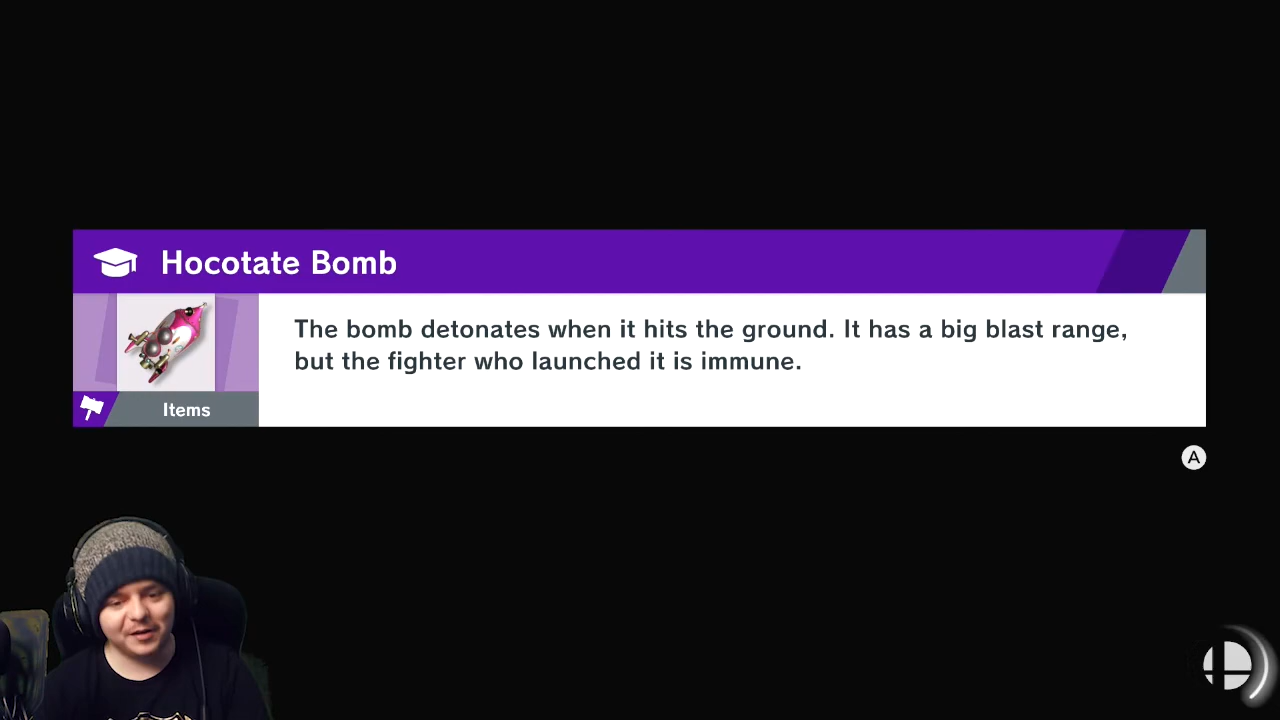 Hocotate Bomb
The bomb detonates when it hits the ground. It has a big blast range,
but the fighter who launched it is immune.
Items
A